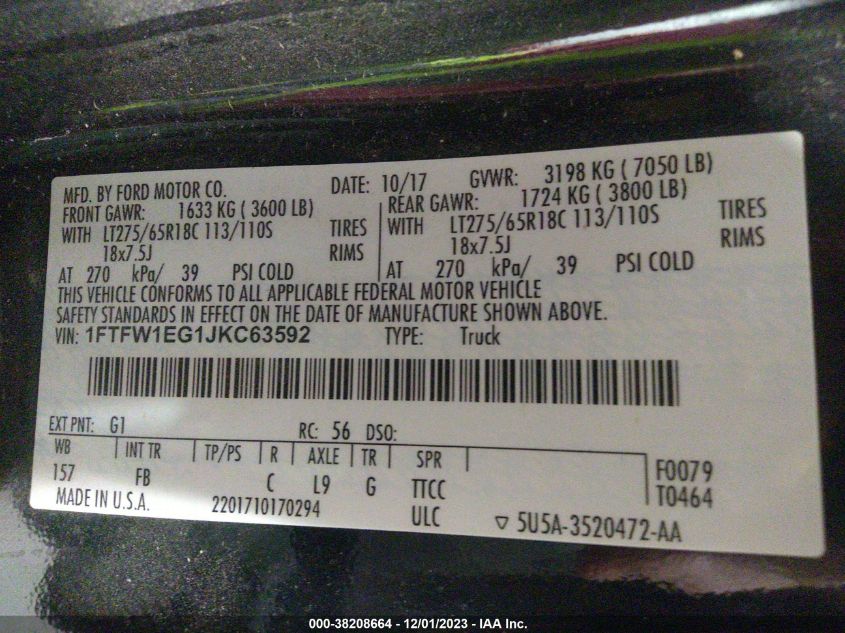 MFD. BY FORD MOTOR CO. DATE: 10/17 GVWR: 3198 KG ( 7050 LB)
FRONT GAWR: 1633 KG ( 3600 LB) REAR GAWR: 1724 KG ( 3800 LB)
WITH LT275/65R18C 113/110S TIRES WITH LT275/65R18C 113/110S TIRES
18x7.5J RIMS 18x7.5J RIMS
AT 270 kPa/ 39 PSI COLD AT 270 kPa/ 39 PSI COLD
THIS VEHICLE CONFORMS TO ALL APPLICABLE FEDERAL MOTOR VEHICLE
SAFETY STANDARDS IN EFFECT ON THE DATE OF MANUFACTURE SHOWN ABOVE.
VIN: 1FTFW1EG1JKC63592 TYPE: Truck
EXT PNT: G1 RC: 56 DSO:
WB INT TR TP/PS R AXLE TR SPR F0079
157 FB C L9 G TTCC T0464
MADE IN U.S.A. 2201710170294 ULC ▽ 5U5A-3520472-AA
000-38208664 - 12/01/2023 - IAA Inc.